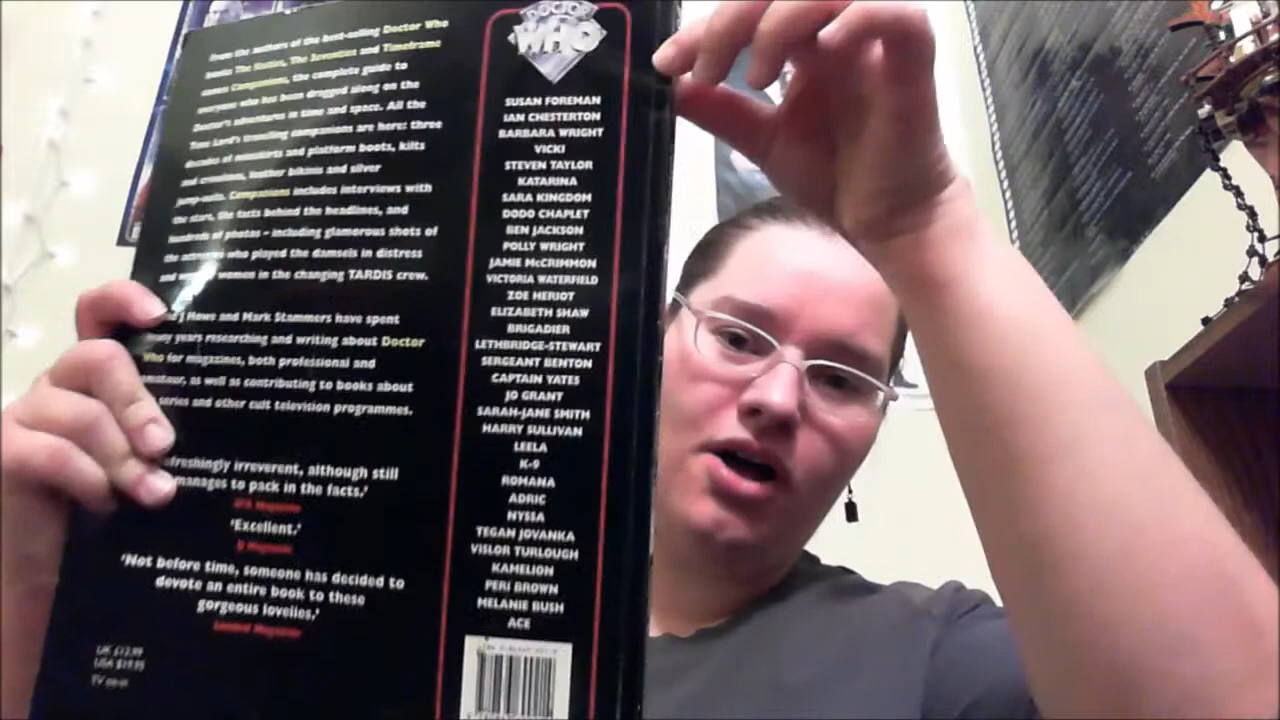 From the authors of the best-selling Doctor Who
books The Sixties, The Seventies and Timeframe
comes Companions, the complete guide to
everyone who has been dragged along on the
Doctor's adventures in time and space. All the
Time Lord's travelling companions are here: three
decades of miniskirts and platform boots, kilts
and crinolines, leather bikinis and silver
jump-suits. Companions includes interviews with
the stars, the facts behind the headlines, and
hundreds of photos – including glamorous shots of
the actresses who played the damsels in distress
and women in the changing TARDIS crew.
J Howe and Mark Stammers have spent
many years researching and writing about Doctor
Who for magazines, both professional and
amateur, as well as contributing to books about
series and other cult television programmes.
freshingly irreverent, although still
manages to pack in the facts.'
Magazine
'Excellent.'
Magazine
'Not before time, someone has decided to
devote an entire book to these
gorgeous lovelies.'
Magazine
UK £12.99
USA $19.95
DOCTOR
WHO
SUSAN FOREMAN
IAN CHESTERTON
BARBARA WRIGHT
VICKI
STEVEN TAYLOR
KATARINA
SARA KINGDOM
DODO CHAPLET
BEN JACKSON
POLLY WRIGHT
JAMIE McCRIMMON
VICTORIA WATERFIELD
ZOE HERIOT
ELIZABETH SHAW
BRIGADIER
LETHBRIDGE-STEWART
SERGEANT BENTON
CAPTAIN YATES
JO GRANT
SARAH-JANE SMITH
HARRY SULLIVAN
LEELA
K-9
ROMANA
ADRIC
NYSSA
TEGAN JOVANKA
VISLOR TURLOUGH
KAMELION
PERI BROWN
MELANIE BUSH
ACE